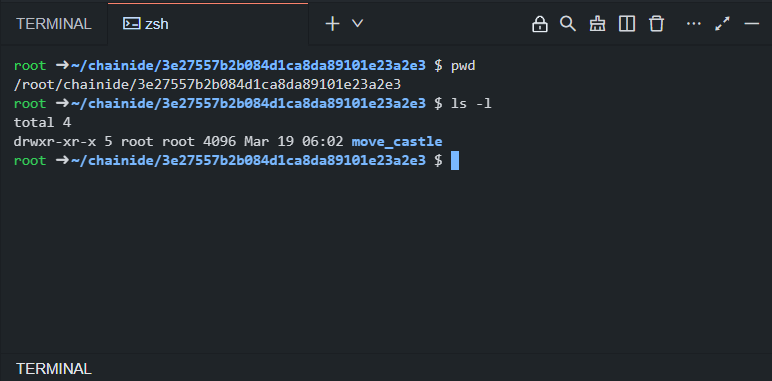 TERMINAL zsh
root ➜~/chainide/3e27557b2b084d1ca8da89101e23a2e3 $ pwd
/root/chainide/3e27557b2b084d1ca8da89101e23a2e3
root ➜~/chainide/3e27557b2b084d1ca8da89101e23a2e3 $ ls -l
total 4
drwxr-xr-x 5 root root 4096 Mar 19 06:02 move_castle
root ➜~/chainide/3e27557b2b084d1ca8da89101e23a2e3 $
TERMINAL